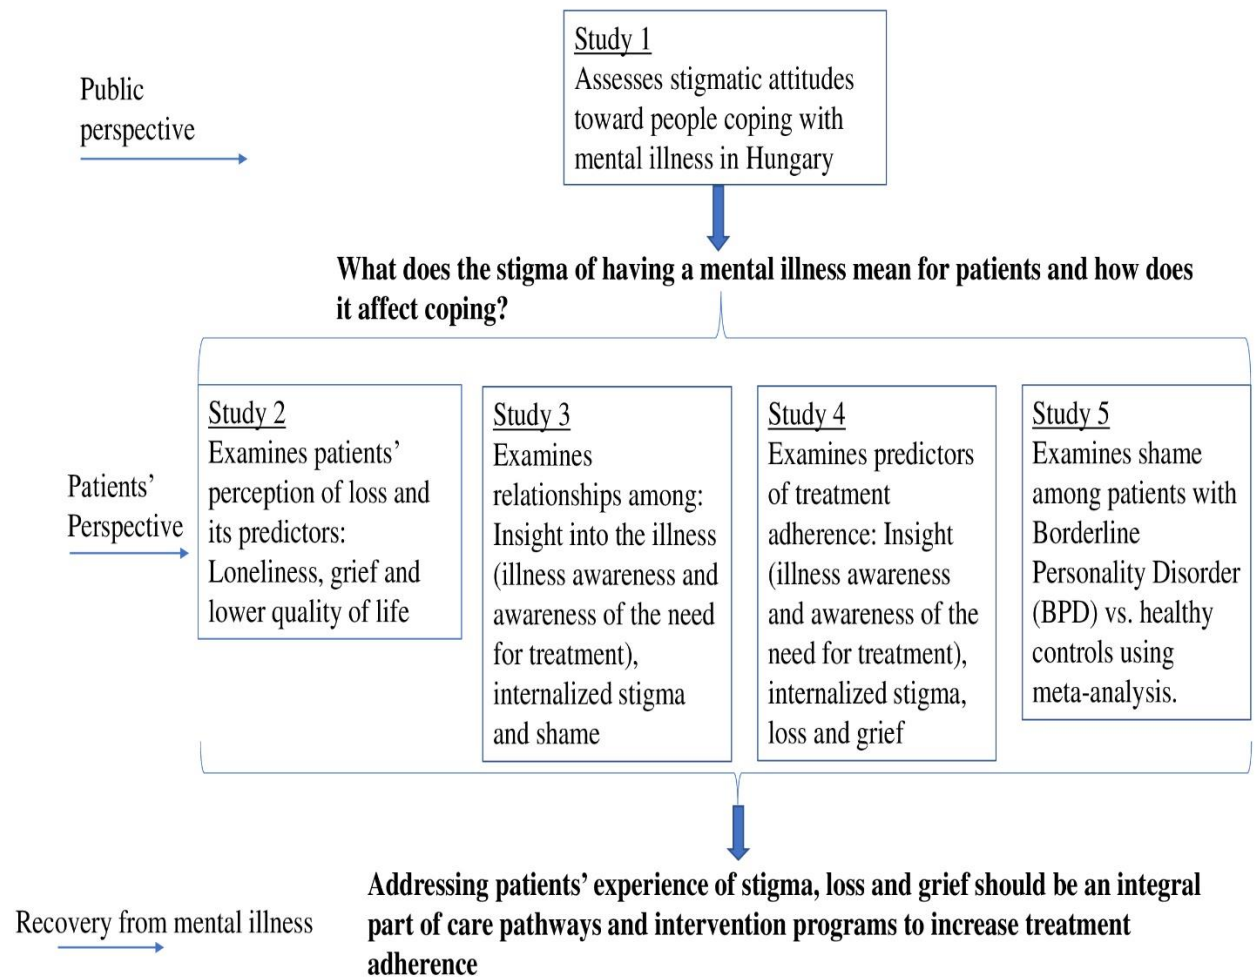 Public
perspective
Study 1
Assesses stigmatic attitudes
toward people coping with
mental illness in Hungary
What does the stigma of having a mental illness mean for patients and how does
it affect coping?
Patients’
Perspective
Study 2
Examines patients’
perception of loss and
its predictors:
Loneliness, grief and
lower quality of life
Study 3
Examines
relationships among:
Insight into the illness
(illness awareness and
awareness of the need
for treatment),
internalized stigma
and shame
Study 4
Examines predictors
of treatment
adherence: Insight
(illness awareness
and awareness of the
need for treatment),
internalized stigma,
loss and grief
Study 5
Examines shame
among patients with
Borderline
Personality Disorder
(BPD) vs. healthy
controls using
meta-analysis.
Recovery from mental illness
Addressing patients’ experience of stigma, loss and grief should be an integral
part of care pathways and intervention programs to increase treatment
adherence